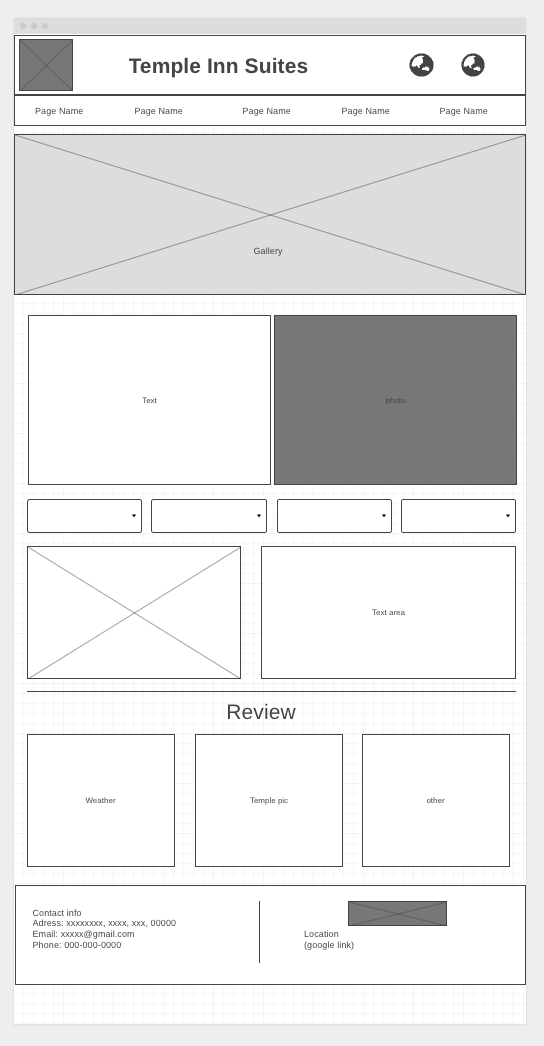 Temple Inn Suites
Page Name Page Name Page Name Page Name Page Name
Gallery
Text
photo
Text area
Review
Weather
Temple pic
other
Contact info
Adress: xxxxxxxx, xxxx, xxx, 00000
Email: xxxxx@gmail.com
Phone: 000-000-0000
Location
(google link)